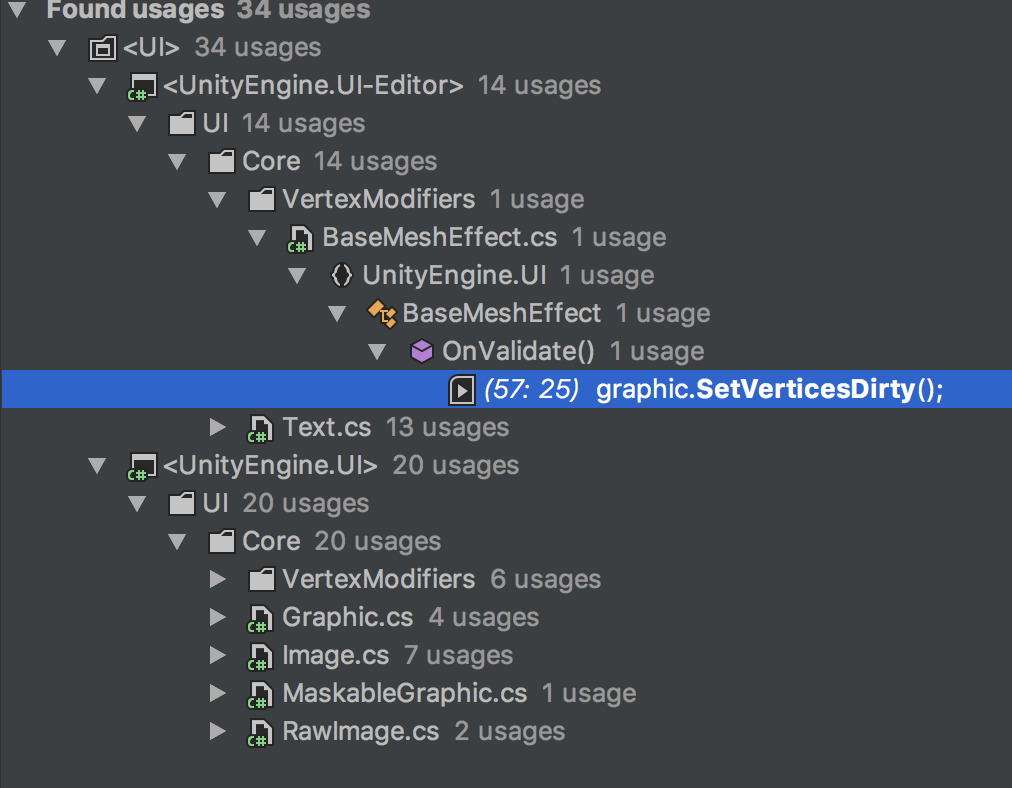 Found usages 34 usages
<UI> 34 usages
C# <UnityEngine.UI-Editor> 14 usages
UI 14 usages
Core 14 usages
VertexModifiers 1 usage
C# BaseMeshEffect.cs 1 usage
UnityEngine.UI 1 usage
BaseMeshEffect 1 usage
OnValidate() 1 usage
(57: 25) graphic.SetVerticesDirty();
C# Text.cs 13 usages
C# <UnityEngine.UI> 20 usages
UI 20 usages
Core 20 usages
VertexModifiers 6 usages
C# Graphic.cs 4 usages
C# Image.cs 7 usages
C# MaskableGraphic.cs 1 usage
C# RawImage.cs 2 usages